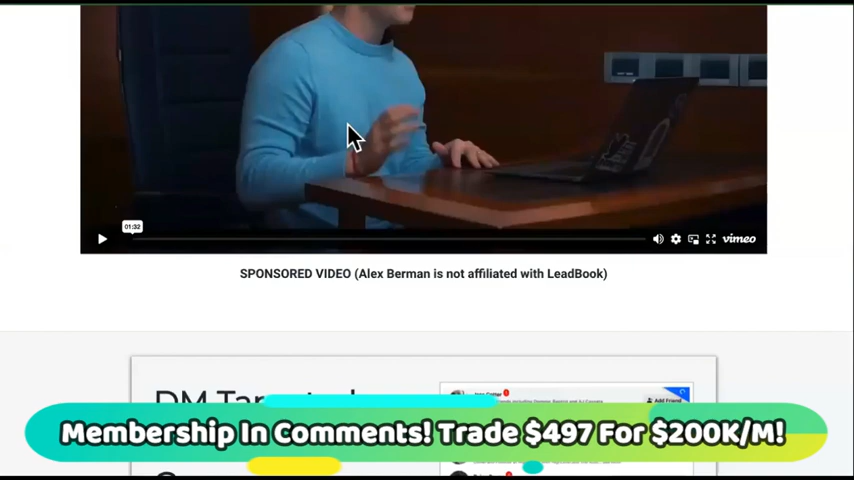 01:32
vimeo
SPONSORED VIDEO (Alex Berman is not affiliated with LeadBook)
Add Friend
Membership In Comments! Trade $497 For $200K/M!